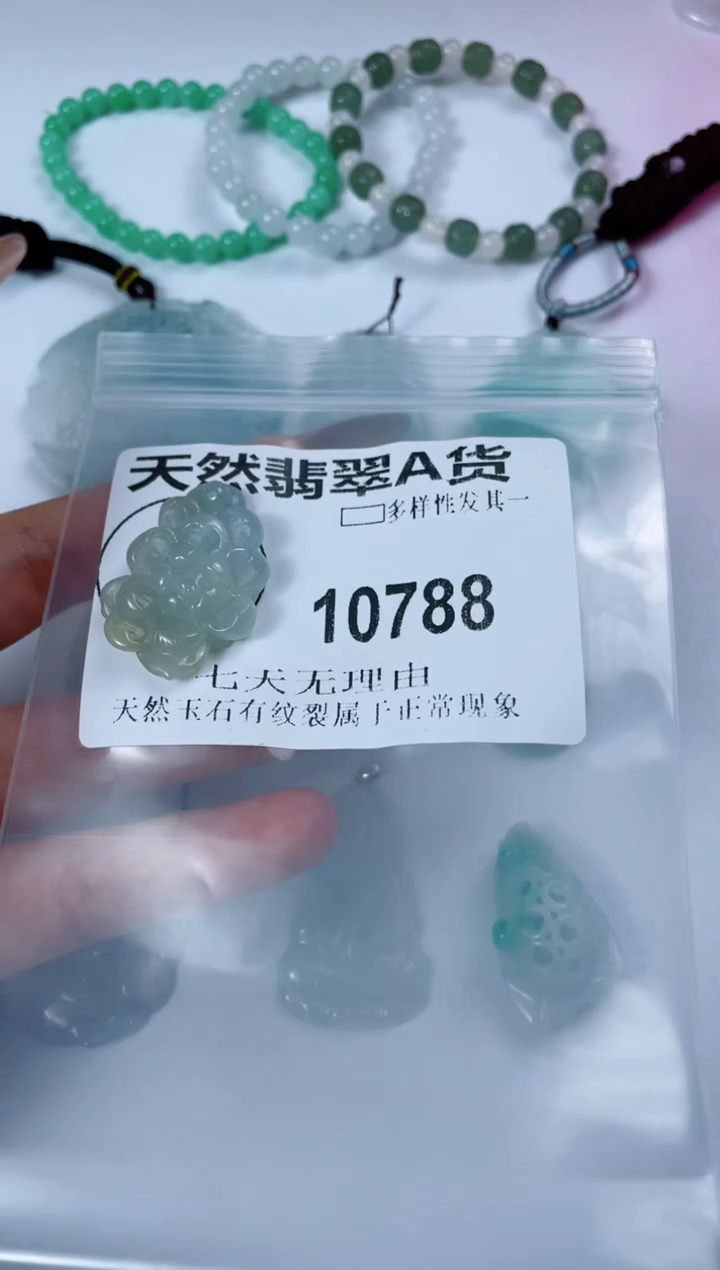 天然翡翠A货
多样性发其一
10788
七天无理由
天然玉石有纹裂属于正常现象